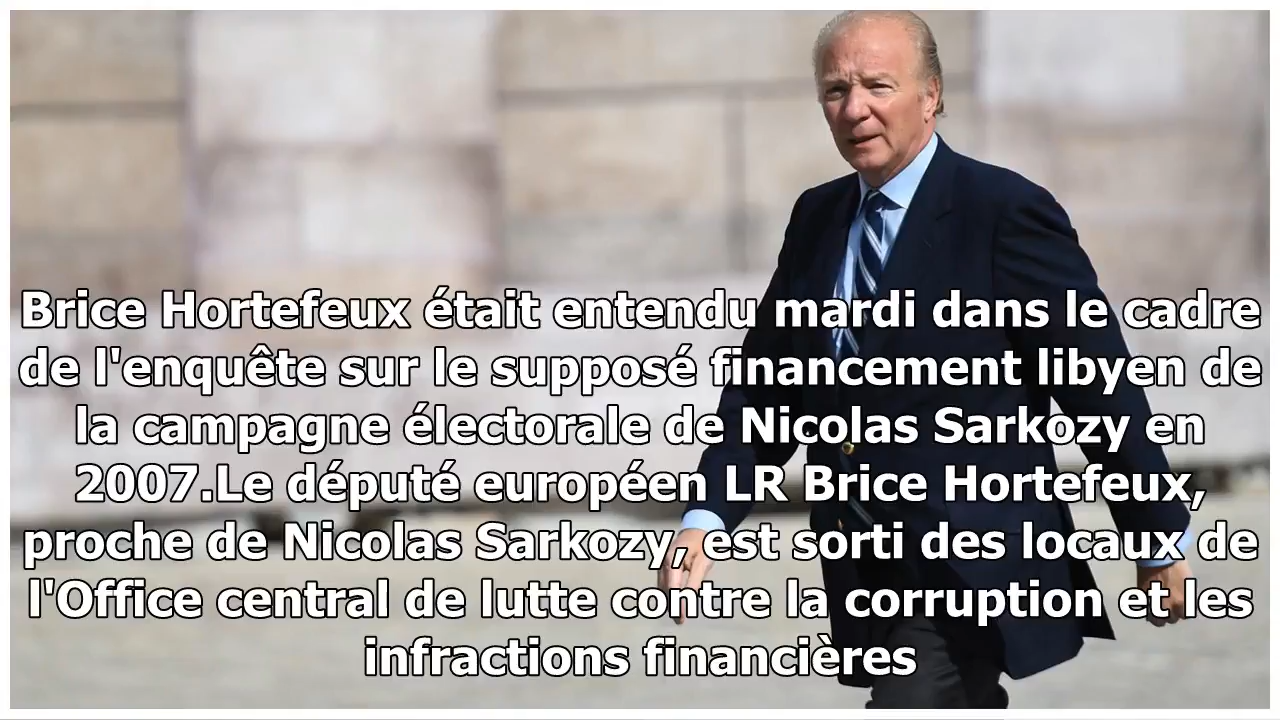 Brice Hortefeux était entendu mardi dans le cadre
de l'enquête sur le supposé financement libyen de
la campagne électorale de Nicolas Sarkozy en
2007.Le député européen LR Brice Hortefeux,
proche de Nicolas Sarkozy, est sorti des locaux de
l'Office central de lutte contre la corruption et les
infractions financières